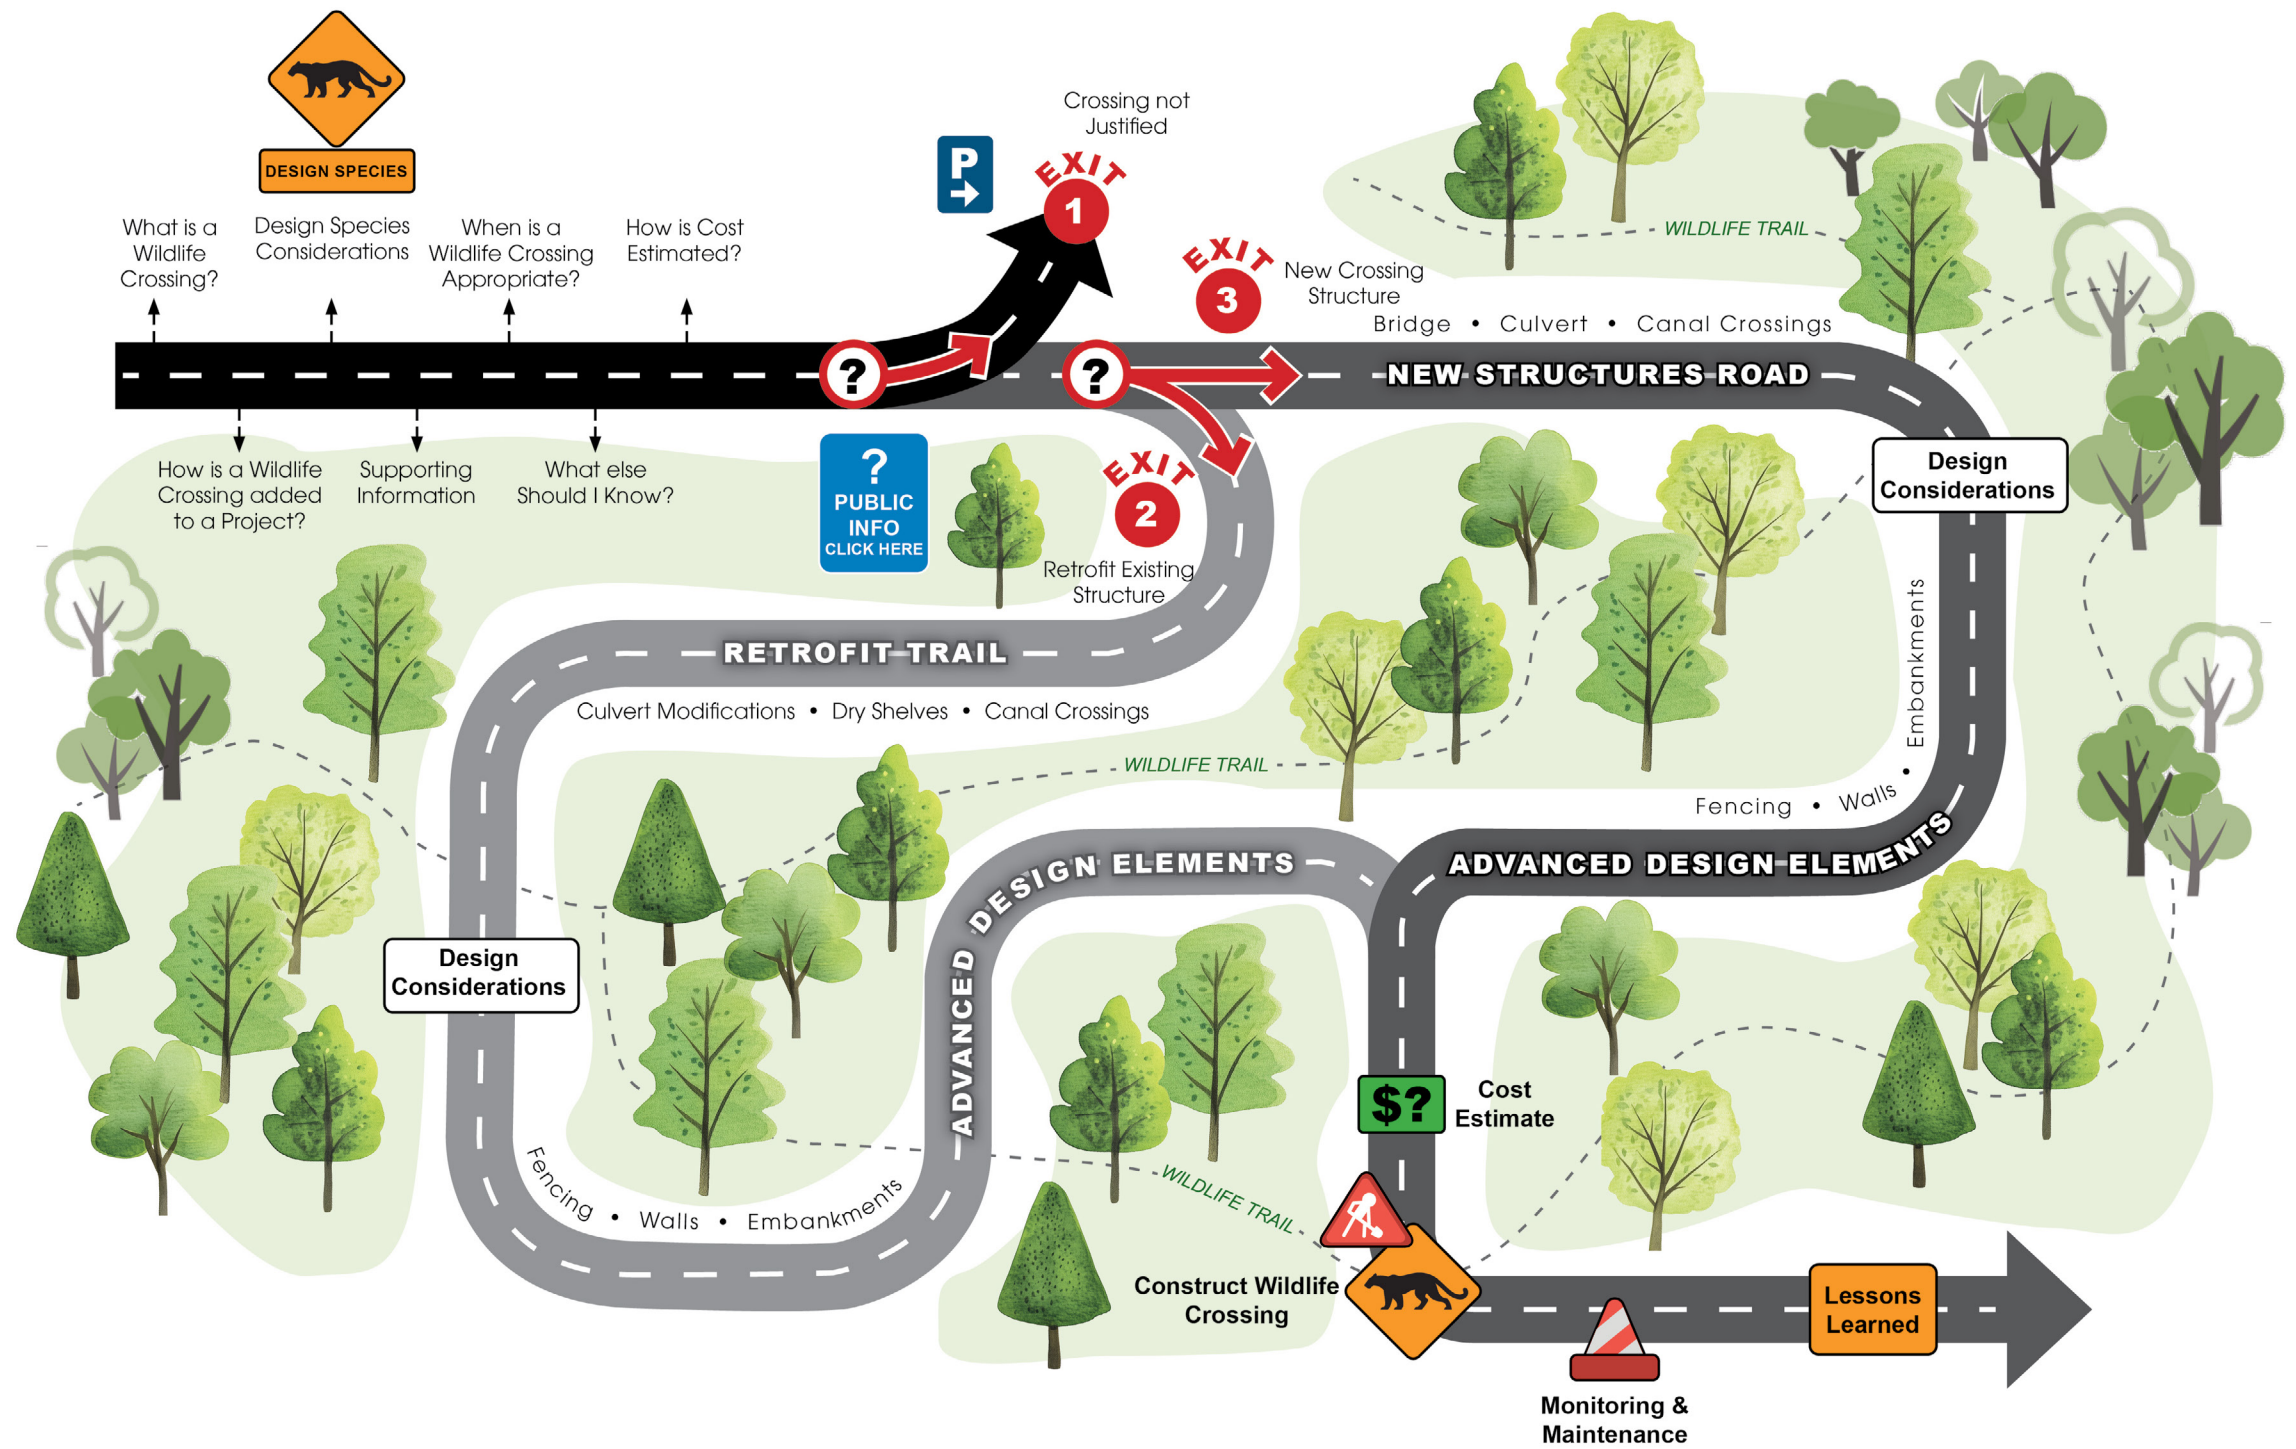 DESIGN SPECIES
What is a
Wildlife
Crossing?
Design Species
Considerations
When is a
Wildlife Crossing
Appropriate?
How is Cost
Estimated?
P
Crossing not
Justified
EXIT
1
EXIT
3
New Crossing
Structure
Bridge • Culvert • Canal Crossings
WILDLIFE TRAIL
?
?
NEW STRUCTURES ROAD
How is a Wildlife
Crossing added
to a Project?
Supporting
Information
What else
Should I Know?
?
PUBLIC
INFO
CLICK HERE
EXIT
2
Retrofit Existing
Structure
Design
Considerations
RETROFIT TRAIL
Culvert Modifications • Dry Shelves • Canal Crossings
WILDLIFE TRAIL
Fencing • Walls • Embankments
ADVANCED DESIGN ELEMENTS
ADVANCED DESIGN ELEMENTS
Design
Considerations
Fencing • Walls • Embankments
$?
Cost
Estimate
WILDLIFE TRAIL
Construct Wildlife
Crossing
Lessons
Learned
Monitoring &
Maintenance